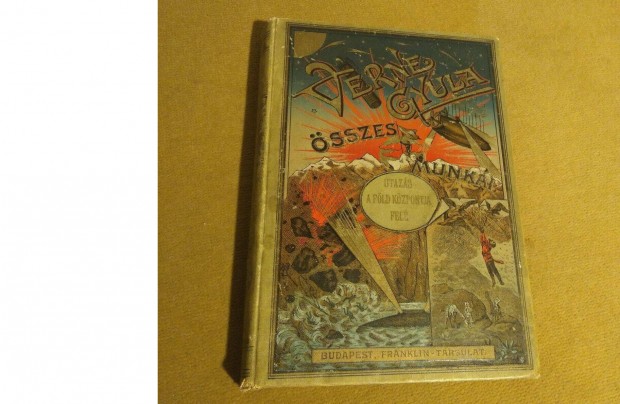 VERNE
GYULA
ÖSSZES
MUNKÁI
UTAZÁS
A FÖLD KÖZPONTJA
FELÉ
BUDAPEST, FRANKLIN-TÁRSULAT